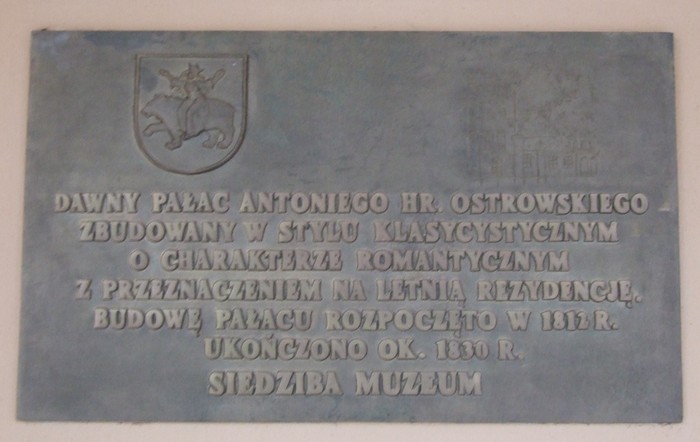 DAWNY PAŁAC ANTONIEGO HR. OSTROWSKIEGO –
ZBUDOWANY W STYLU KLASYCYSTYCZNYM
O CHARAKTERZE ROMANTYCZNYM
Z PRZEZNACZENIEM NA LETNIĄ REZYDENCJĘ.
BUDOWĘ PAŁACU ROZPOCZĘTO W 1812 R.
UKOŃCZONO OK. 1830 R.
SIEDZIBA MUZEUM